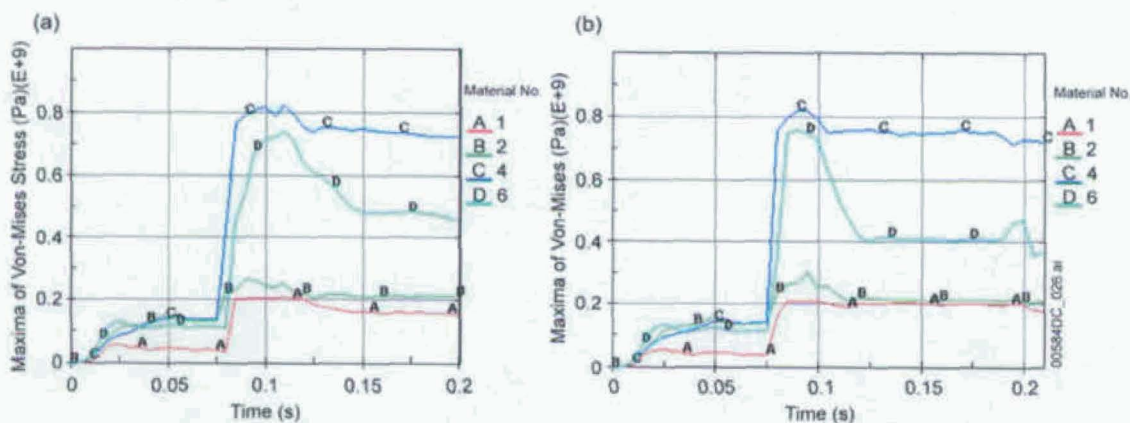 (a)
Maxima of Von-Mises Stress (Pa)(E+9)
0.8
0.6
0.4
0.2
0
0 0.05 0.1 0.15 0.2
Time (s)
Material No.
A 1
B 2
C 4
D 6
A A A A A
B B B B B
C C C C C
D D D D D
(b)
Maxima of Von-Mises (Pa)(E+9)
0.8
0.6
0.4
0.2
0
0 0.05 0.1 0.15 0.2
Time (s)
Material No.
A 1
B 2
C 4
D 6
A A A A A
B B B B B B
C C C C C C
D D D D D
00584DC_026.ai